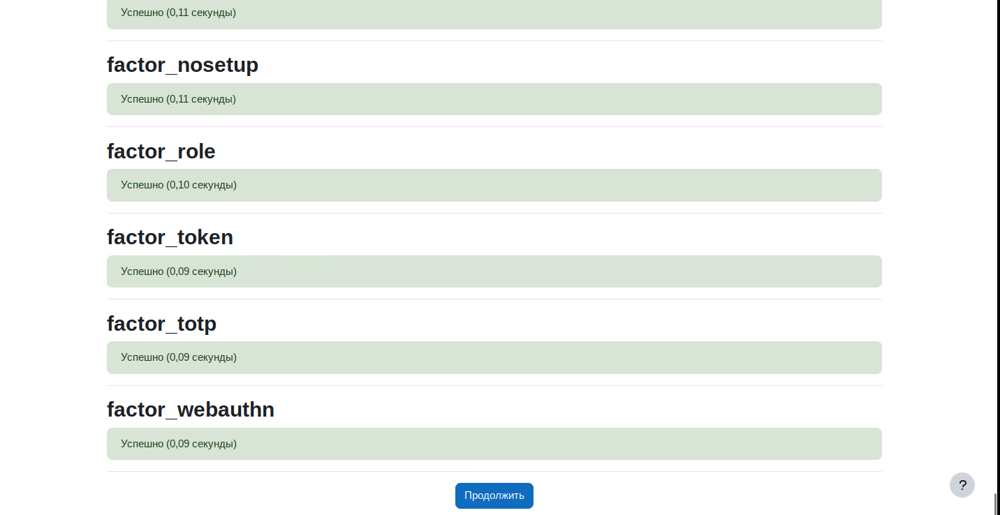 Успешно (0,11 секунды)
factor_nosetup
Успешно (0,11 секунды)
factor_role
Успешно (0,10 секунды)
factor_token
Успешно (0,09 секунды)
factor_totp
Успешно (0,09 секунды)
factor_webauthn
Успешно (0,09 секунды)
Продолжить
?